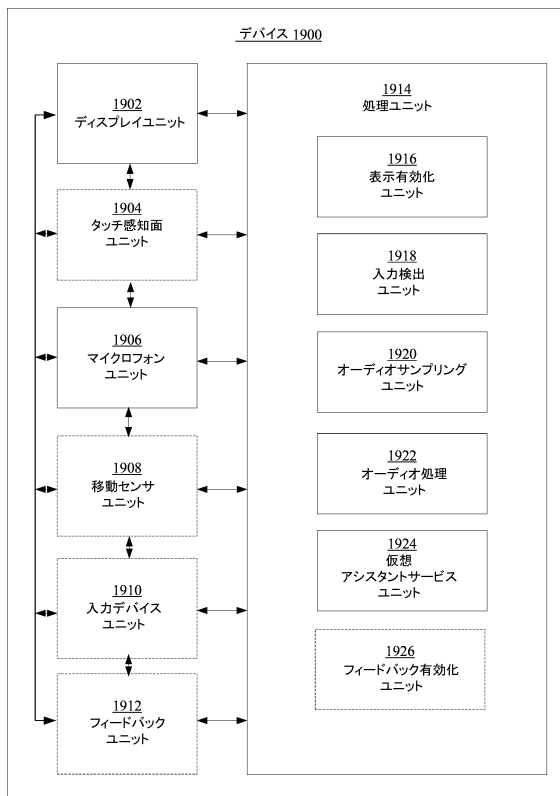 デバイス 1900
1902
ディスプレイユニット
1904
タッチ感知面
ユニット
1906
マイクロフォン
ユニット
1908
移動センサ
ユニット
1910
入力デバイス
ユニット
1912
フィードバック
ユニット
1914
処理ユニット
1916
表示有効化
ユニット
1918
入力検出
ユニット
1920
オーディオサンプリング
ユニット
1922
オーディオ処理
ユニット
1924
仮想
アシスタントサービス
ユニット
1926
フィードバック有効化
ユニット